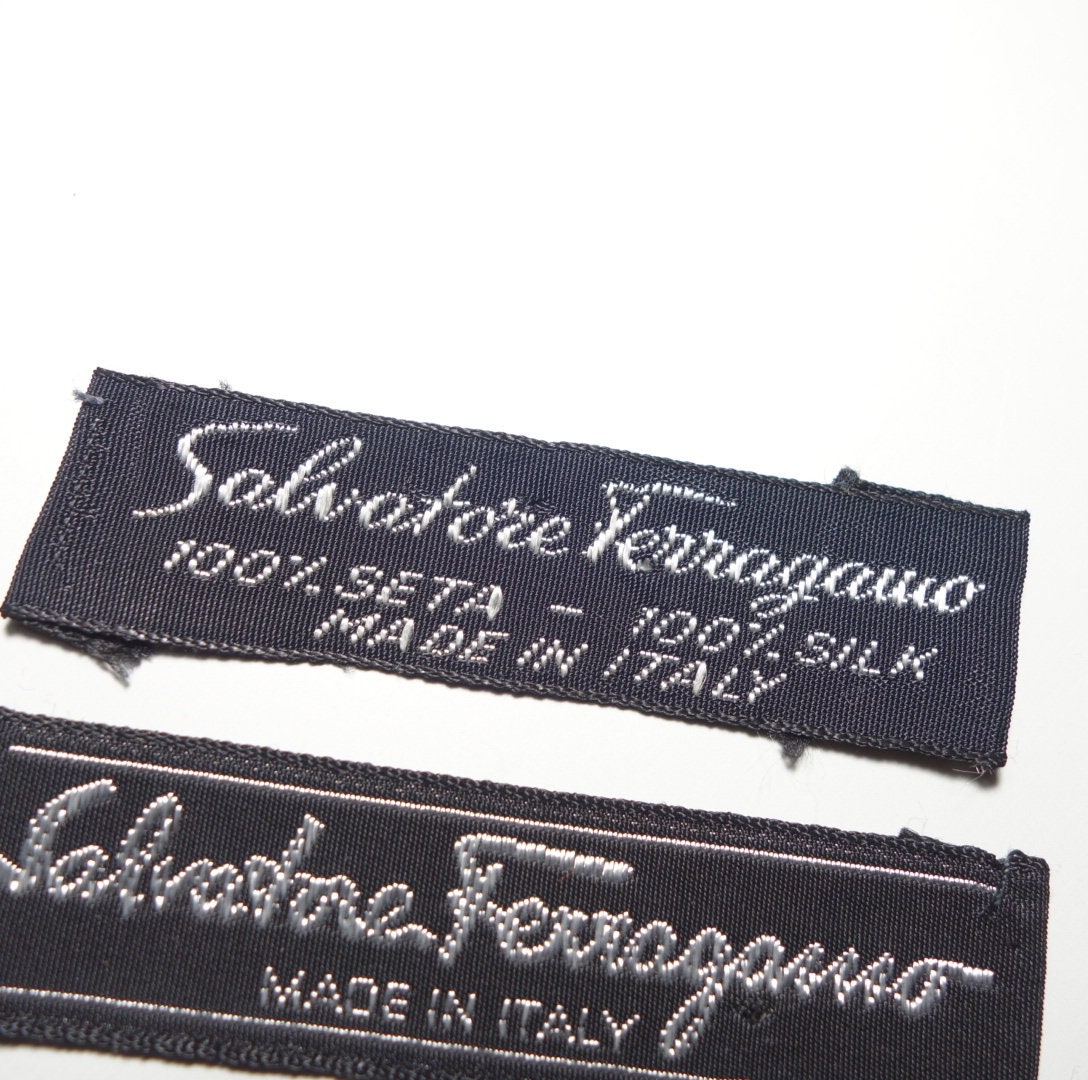 Salvatore Ferragamo
100% SETA - 100% SILK
MADE IN ITALY
Salvatore Ferragamo
MADE IN ITALY